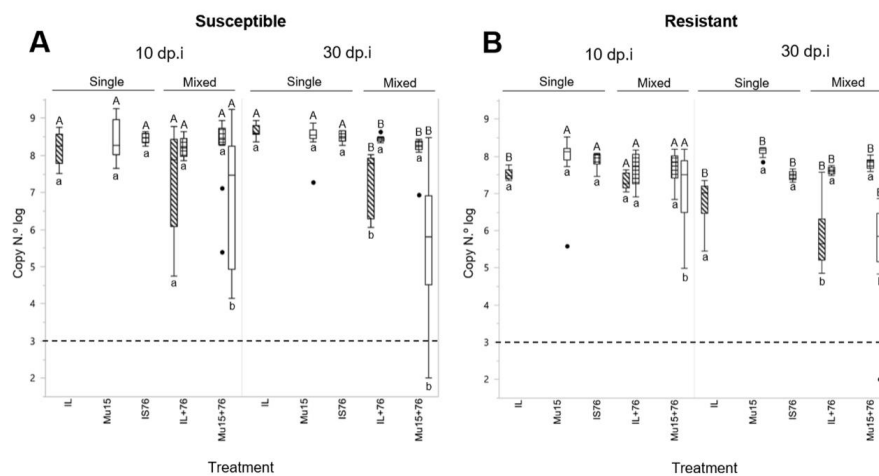 Susceptible
A
10 dp.i
30 dp.i
Single
Mixed
Single
Mixed
A
A
A
A
A
A
A
A
A
A
B
A
B
B
9
8
7
6
5
4
3
2
Copy N.º log
a
a
a
a
a
a
b
a
a
a
b
a
a
b
IL
Mu15
IS76
IL+76
Mu15+76
IL
Mu15
IS76
IL+76
Mu15+76
Treatment
Resistant
B
10 dp.i
30 dp.i
Single
Mixed
Single
Mixed
B
A
A
A
A
A
A
B
A
B
B
B
A
9
8
7
6
5
4
3
2
Copy N.º log
a
a
a
a
a
a
b
a
a
a
b
a
a
IL
Mu15
IS76
IL+76
Mu15+76
IL
Mu15
IS76
IL+76
Mu15+76
Treatment